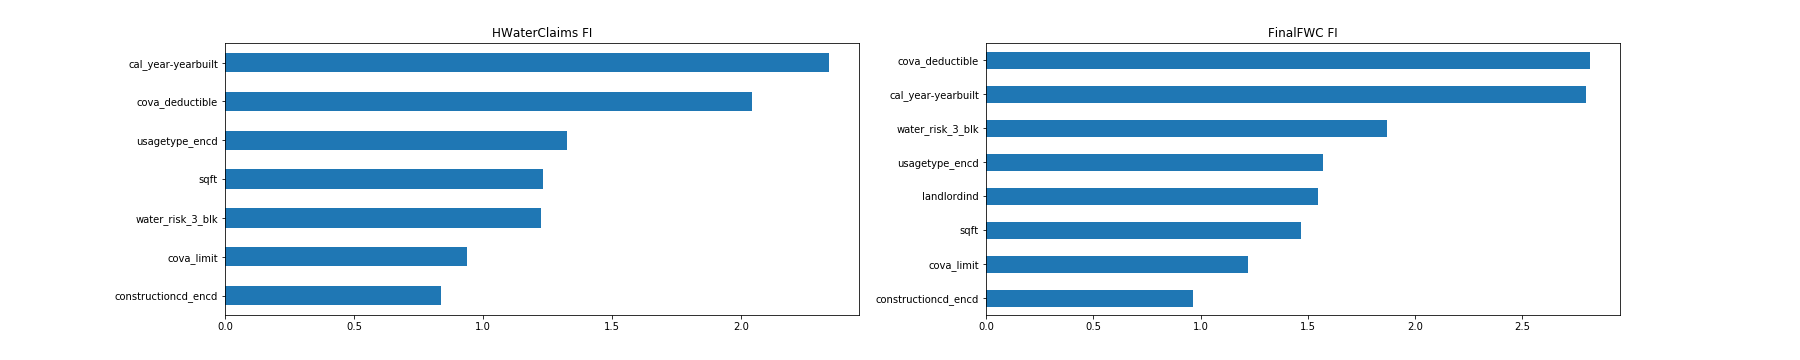 HWaterClaims FI
cal_year-yearbuilt
cova_deductible
usagetype_encd
sqft
water_risk_3_blk
cova_limit
constructioncd_encd
0.0 0.5 1.0 1.5 2.0
FinalFWC FI
cova_deductible
cal_year-yearbuilt
water_risk_3_blk
usagetype_encd
landlordind
sqft
cova_limit
constructioncd_encd
0.0 0.5 1.0 1.5 2.0 2.5